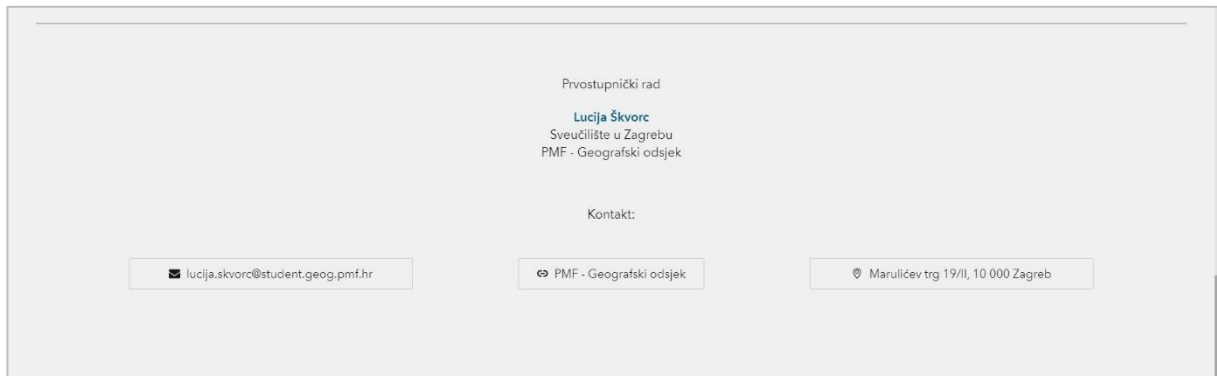 Prvostupnički rad
Lucija Škvorc
Sveučilište u Zagrebu
PMF - Geografski odsjek
Kontakt:
lucija.skvorc@student.geog.pmf.hr
PMF - Geografski odsjek
Marulićev trg 19/II, 10 000 Zagreb